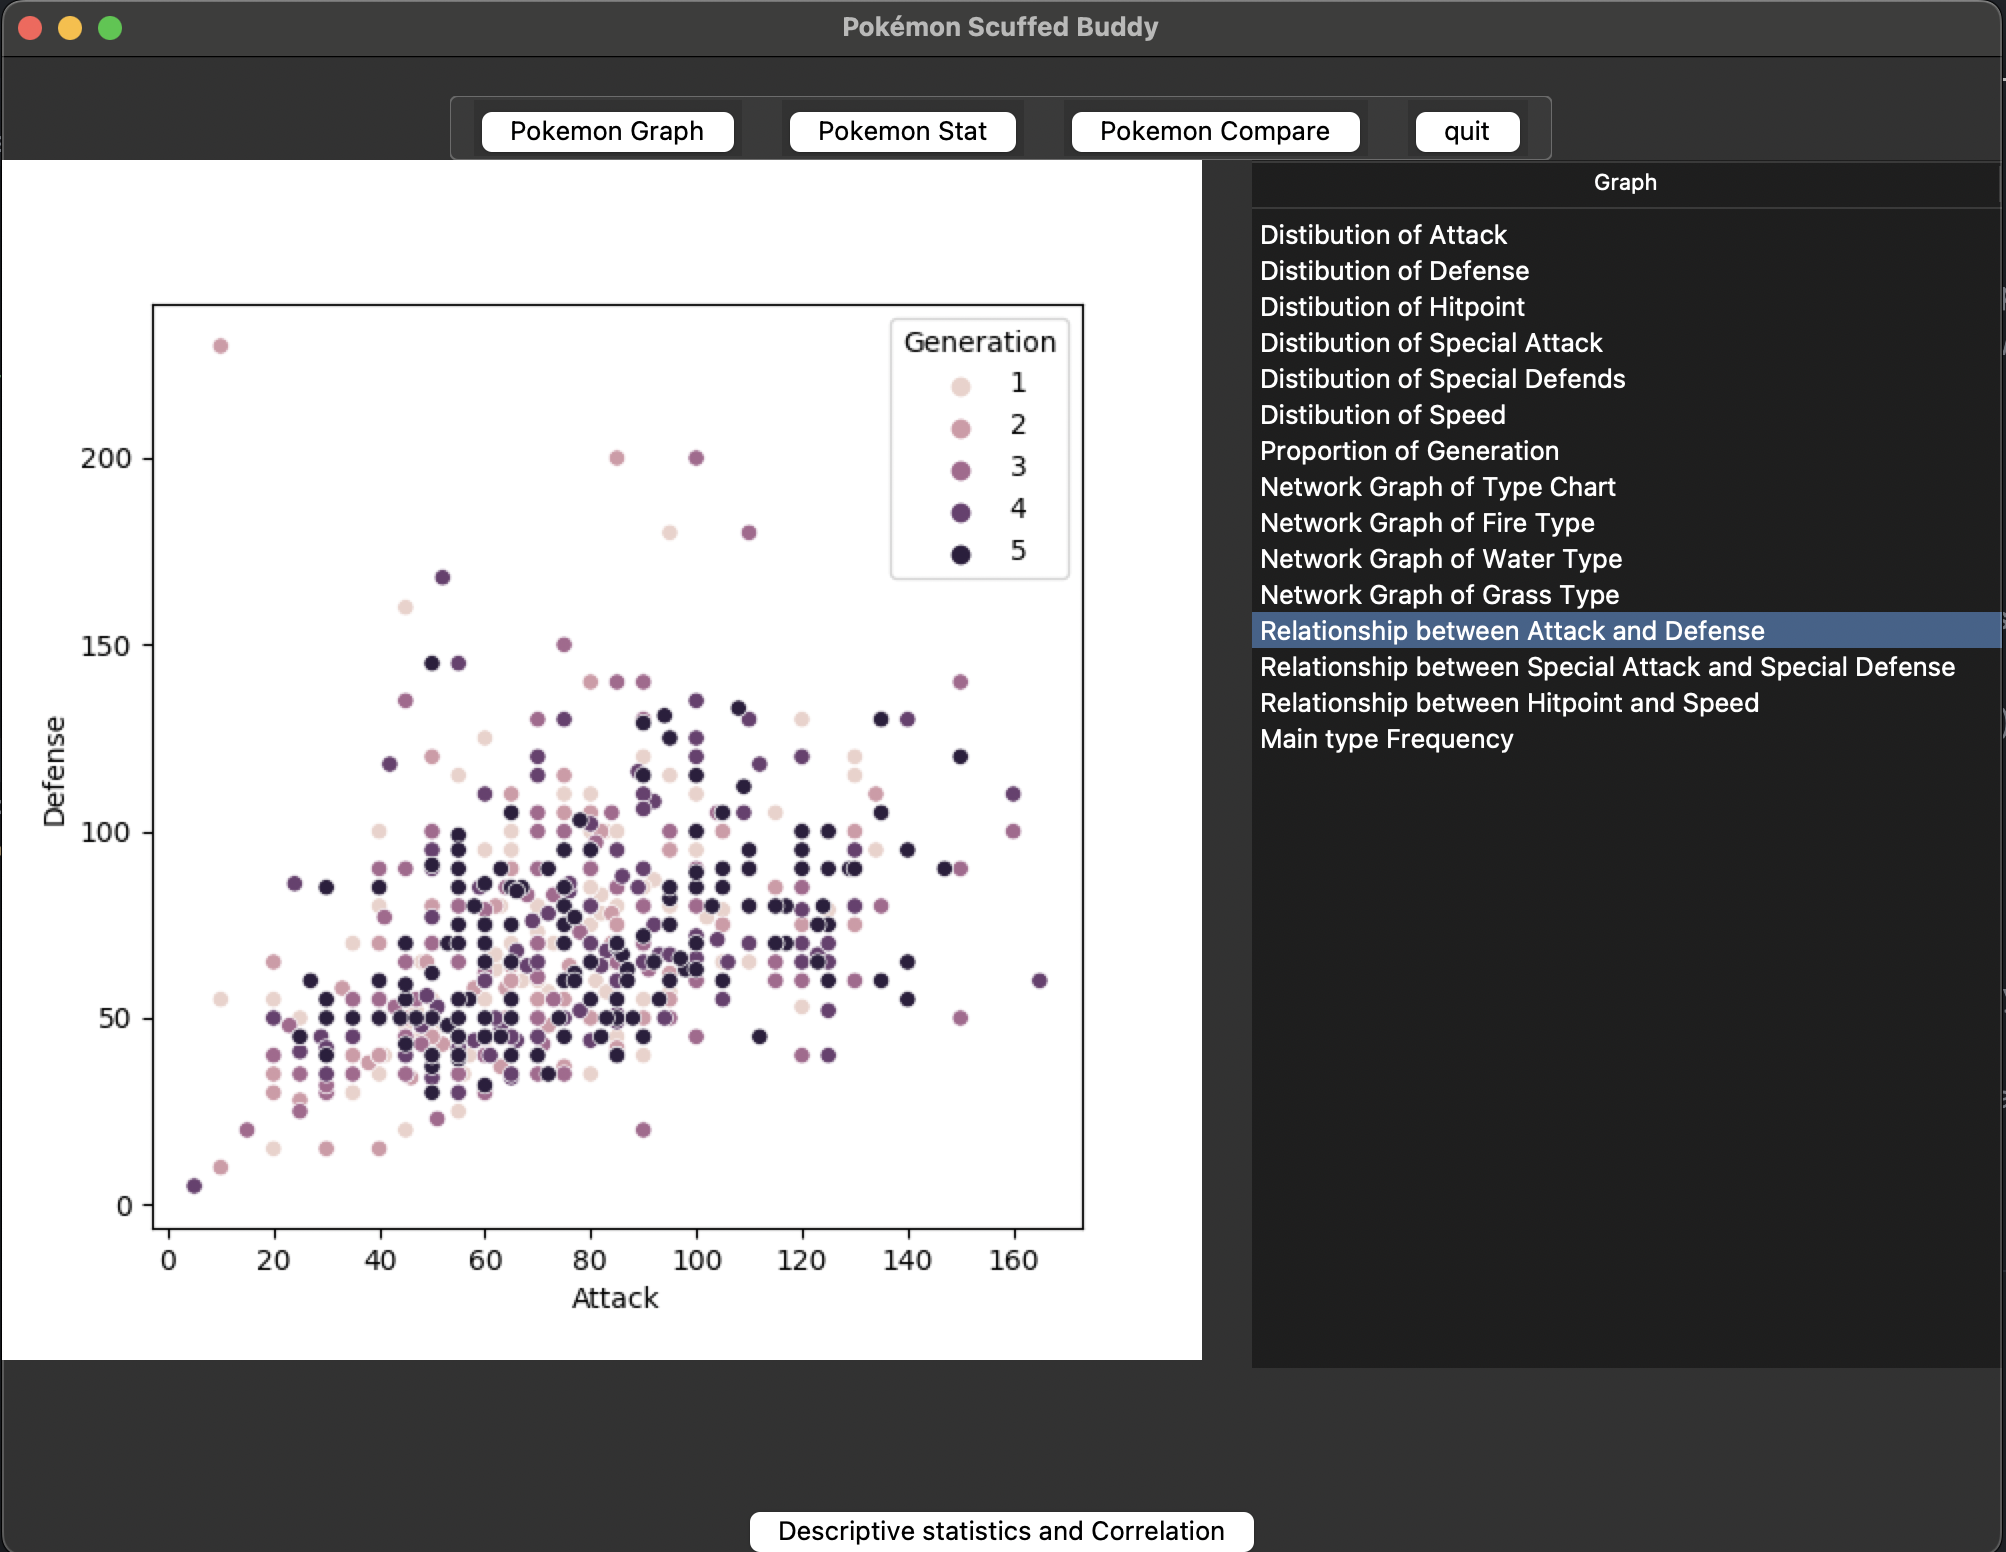 Pokémon Scuffed Buddy
Pokemon Graph
Pokemon Stat
Pokemon Compare
quit
Generation
1
2
3
4
5
200
150
100
50
0
Defense
0 20 40 60 80 100 120 140 160
Attack
Graph
Distibution of Attack
Distibution of Defense
Distibution of Hitpoint
Distibution of Special Attack
Distibution of Special Defends
Distibution of Speed
Proportion of Generation
Network Graph of Type Chart
Network Graph of Fire Type
Network Graph of Water Type
Network Graph of Grass Type
Relationship between Attack and Defense
Relationship between Special Attack and Special Defense
Relationship between Hitpoint and Speed
Main type Frequency
Descriptive statistics and Correlation